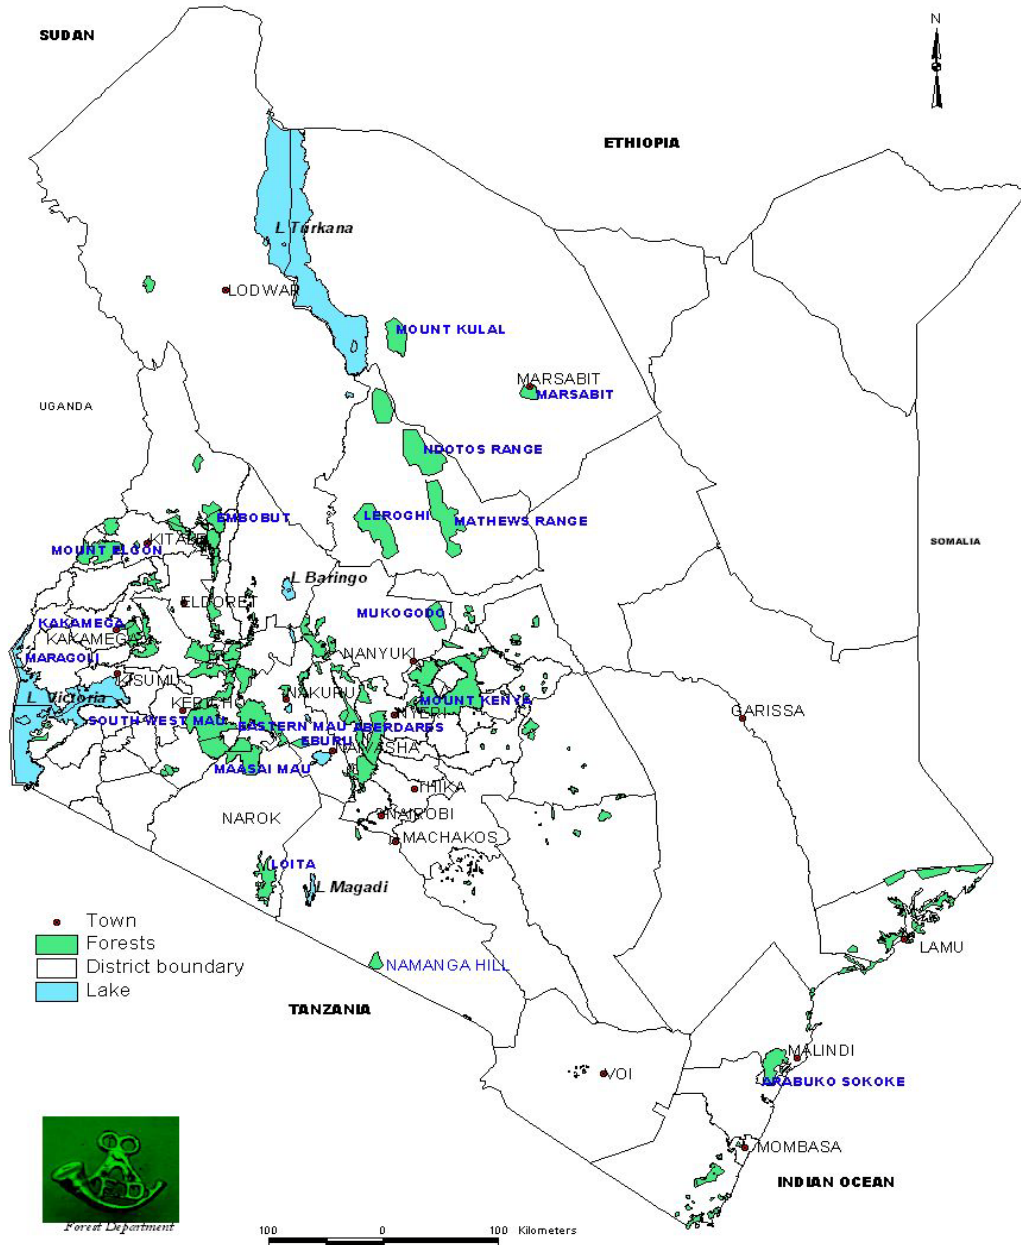 SUDAN
N
ETHIOPIA
L Turkana
LODWAR
MOUNT KULAL
MARSABIT
MARSABIT
UGANDA
NDOTOS RANGE
EMBOBUT
LEROGHI
MATHEWS RANGE
KITALE
MOUNT ELGON
SOMALIA
L Baringo
ELDORET
MUKOGODO
KAKAMEGA
KAKAMEGA
NANYUKI
MARAGOLI
KISUMU
L Victoria
NAKURU
MOUNT KENYA
KERICHO
NYERI
GARISSA
SOUTH WEST MAU
EASTERN MAU
ABERDARES
EBURU
NAIVASHA
MAASAI MAU
THIKA
NAROK
NAIROBI
MACHAKOS
LOITA
L Magadi
Town
Forests
District boundary
Lake
LAMU
NAMANGA HILL
TANZANIA
MALINDI
VOI
ARABUKO SOKOKE
MOMBASA
INDIAN OCEAN
Forest Department
100 0 100 Kilometers